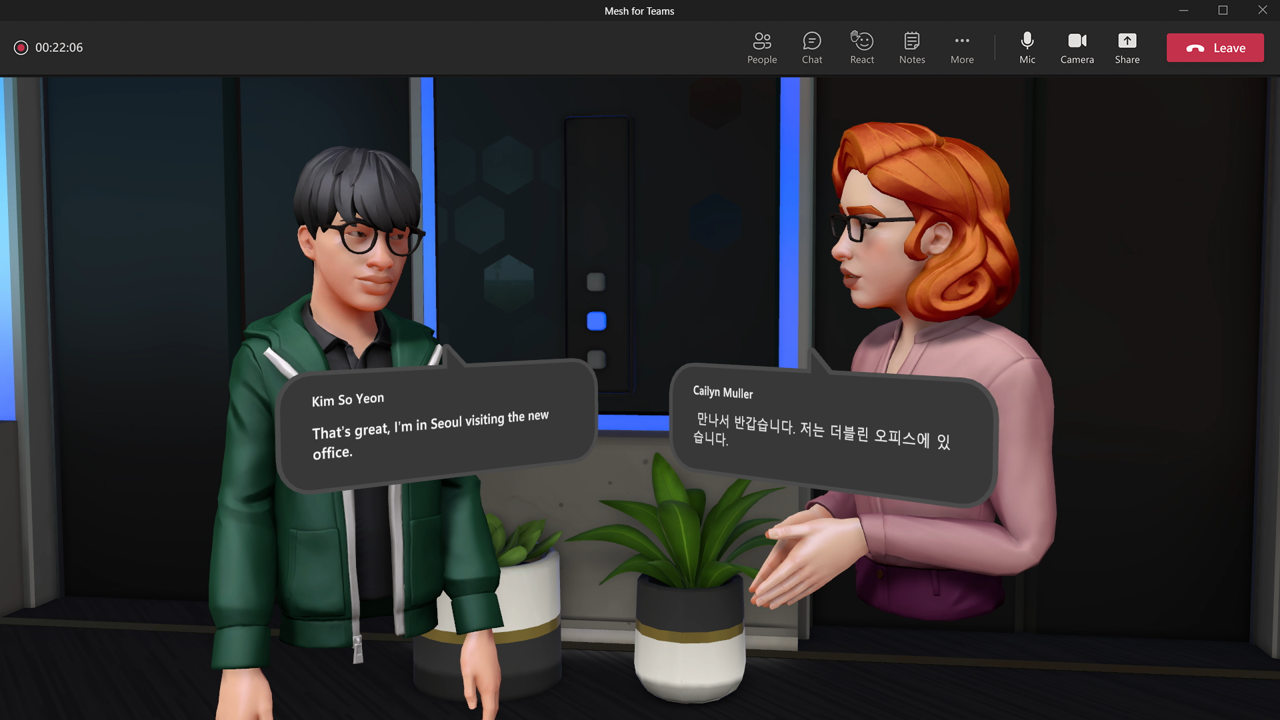 Mesh for Teams
00:22:06
People
Chat
React
Notes
More
Mic
Camera
Share
Leave
Kim So Yeon
That's great, I'm in Seoul visiting the new
office.
Cailyn Muller
만나서 반갑습니다. 저는 더블린 오피스에 있
습니다.